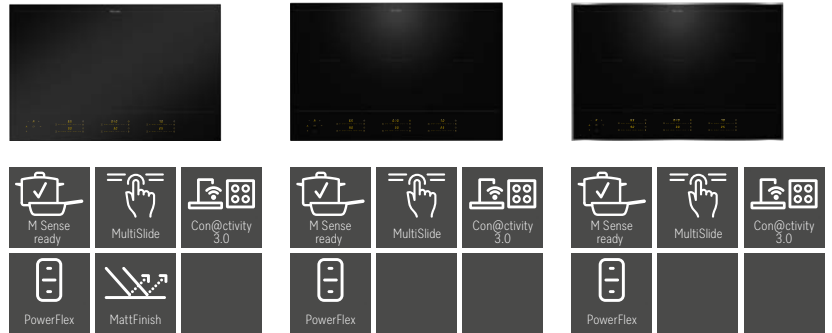 M Sense
ready
MultiSlide
Con@ctivity
3.0
M Sense
ready
MultiSlide
Con@ctivity
3.0
M Sense
ready
MultiSlide
Con@ctivity
3.0
PowerFlex
MattFinish
PowerFlex
PowerFlex